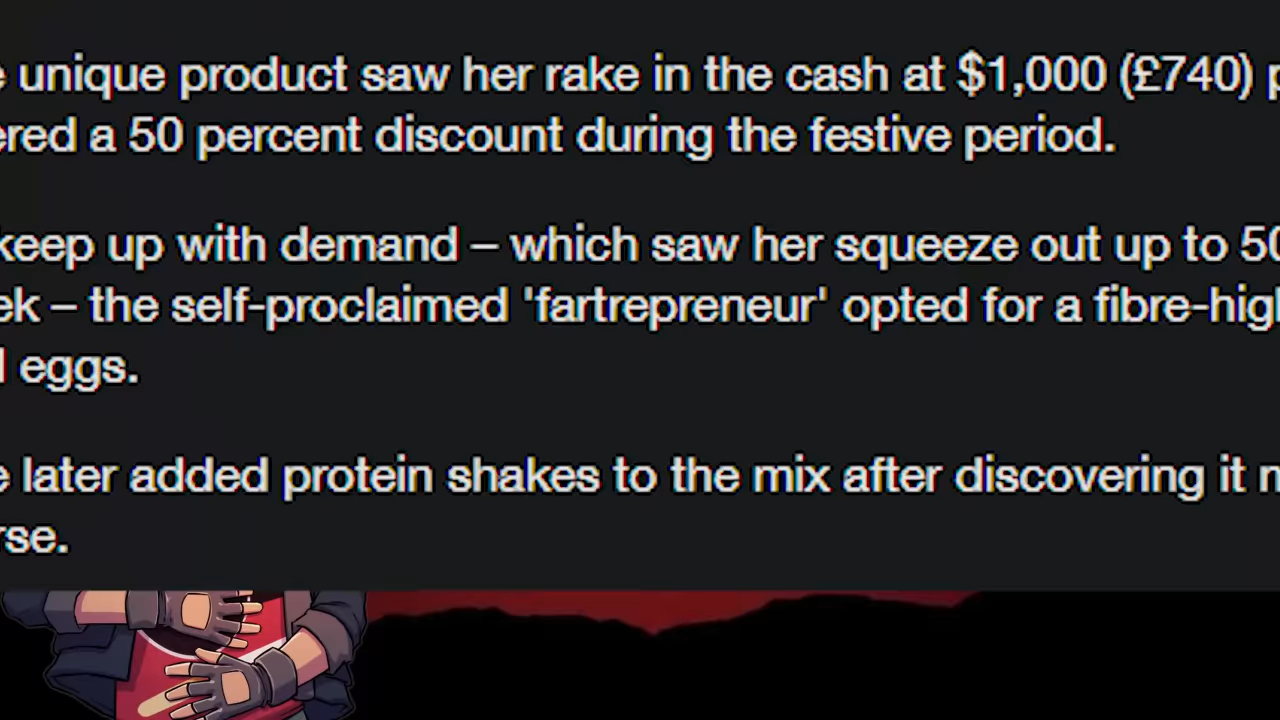 unique product saw her rake in the cash at $1,000 (£740)
a 50 percent discount during the festive period.
keep up with demand – which saw her squeeze out up to 50
– the self-proclaimed 'fartrepreneur' opted for a fibre-high
eggs.
later added protein shakes to the mix after discovering it